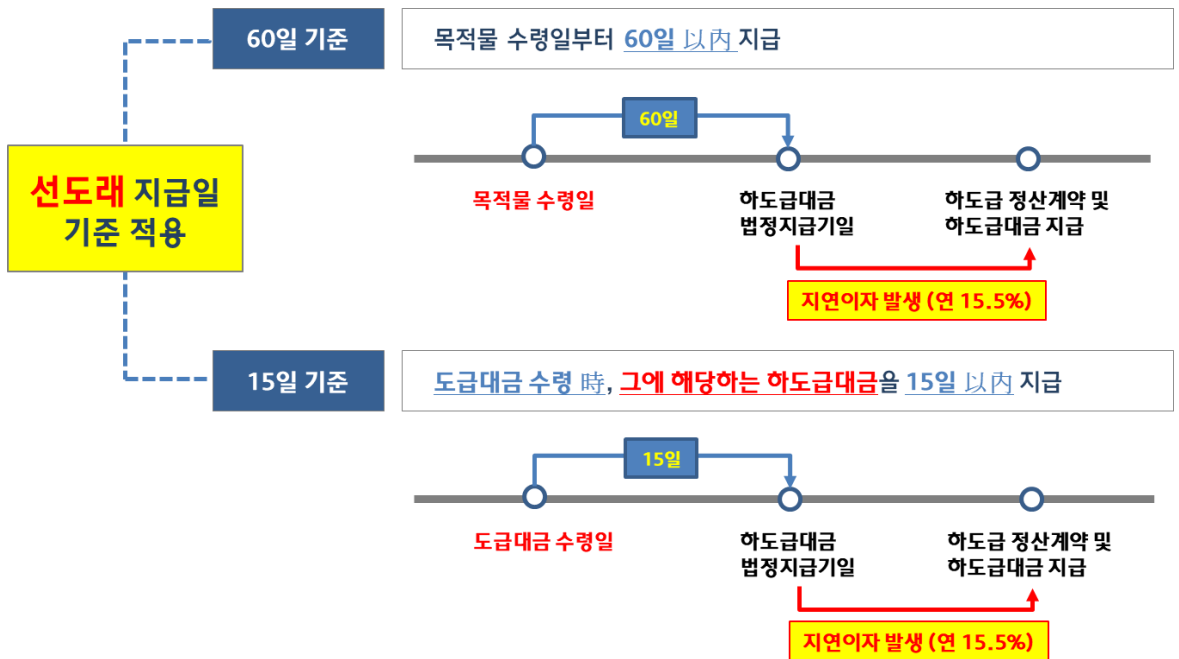 60일 기준
목적물 수령일부터 60일 以內 지급
60일
선도래 지급일
기준 적용
목적물 수령일
하도급대금
법정지급기일
하도급 정산계약 및
하도급대금 지급
지연이자 발생 (연 15.5%)
15일 기준
도급대금 수령 時, 그에 해당하는 하도급대금을 15일 以內 지급
15일
도급대금 수령일
하도급대금
법정지급기일
하도급 정산계약 및
하도급대금 지급
지연이자 발생 (연 15.5%)